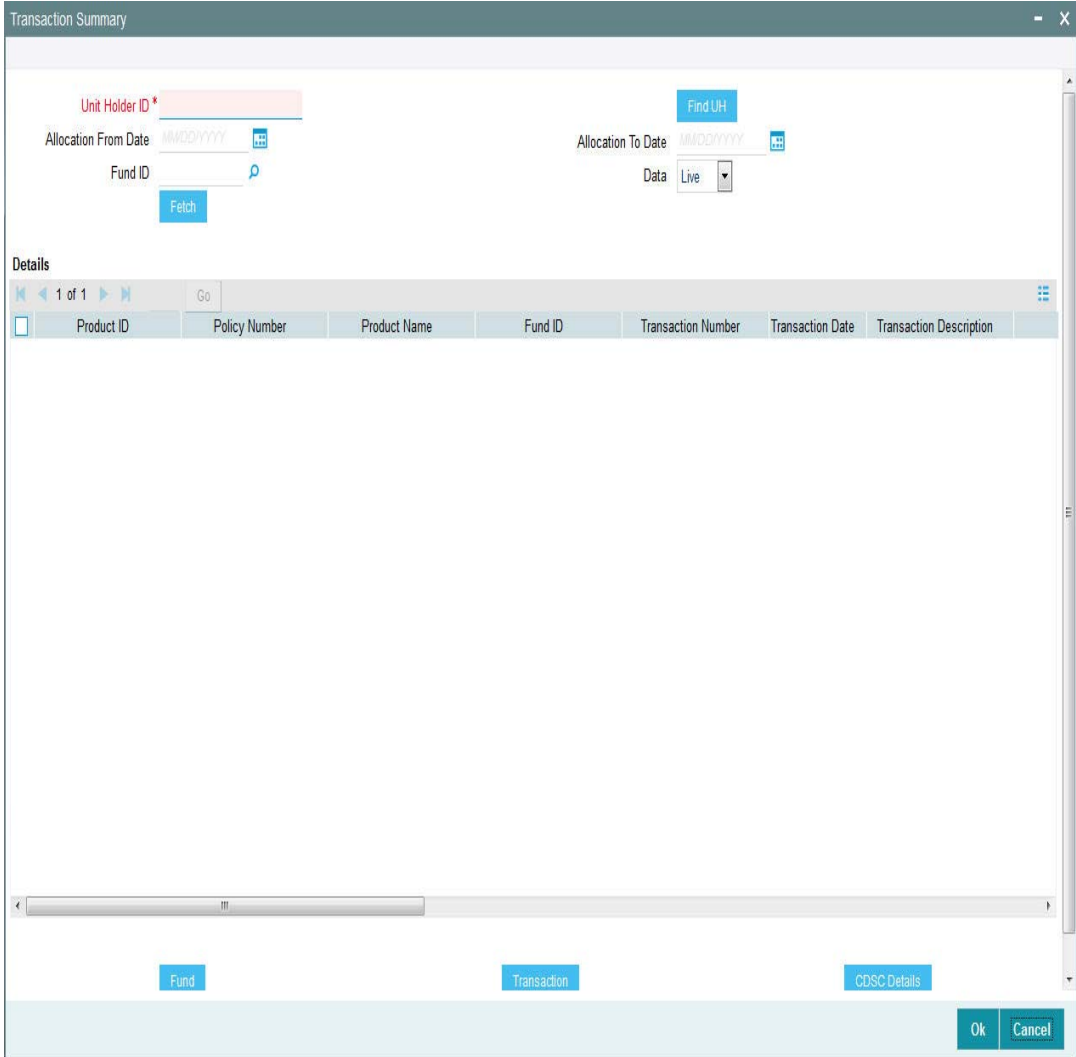 Transaction Summary
Unit Holder ID *
Find UH
Allocation From Date MM/DD/YYYY
Allocation To Date MM/DD/YYYY
Fund ID
Data Live
Fetch
Details
1 of 1 Go
Product ID Policy Number Product Name Fund ID Transaction Number Transaction Date Transaction Description
Fund Transaction CDSC Details
Ok Cancel